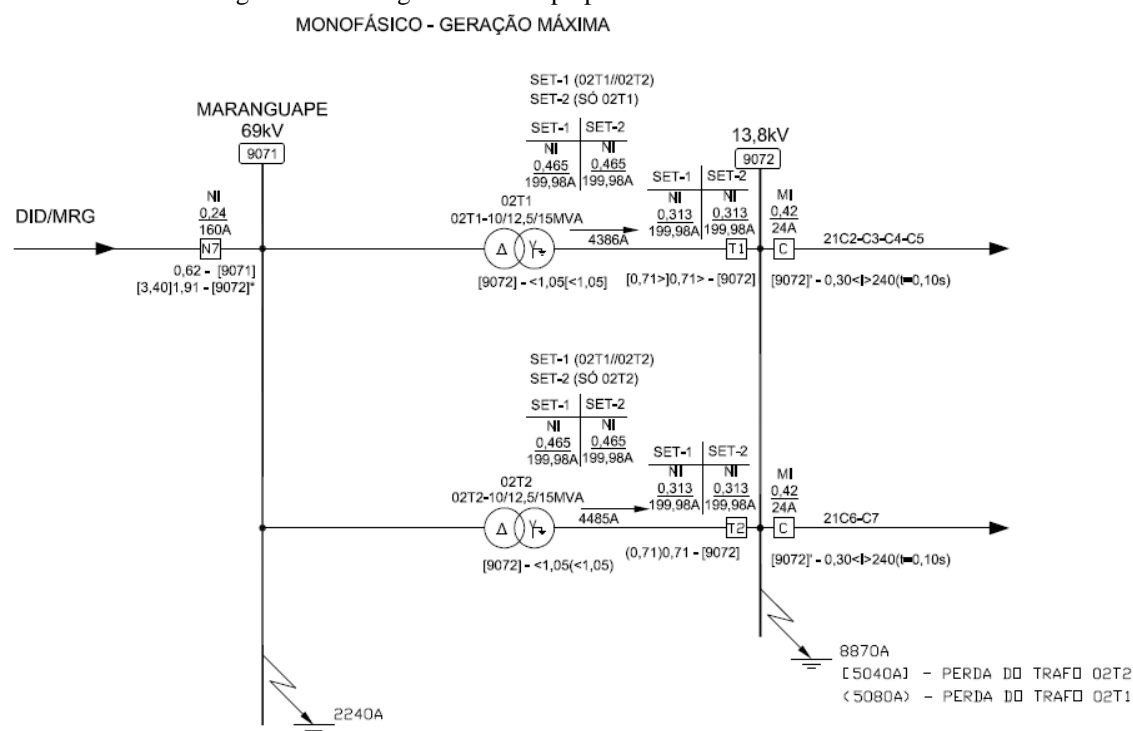 MONOFÁSICO - GERAÇÃO MÁXIMA
SET-1 (02T1//02T2)
SET-2 (SÓ 02T1)
MARANGUAPE
69kV
9071
SET-1 SET-2
NI NI
0,465 0,465
199,98A 199,98A
13,8kV
9072
SET-1 SET-2
NI NI
0,313 0,313
199,98A 199,98A
NI
0,24
160A
DID/MRG
N7
0,62 - [9071]
[3,40]1,91 - [9072]*
02T1
02T1-10/12,5/15MVA
4386A
Δ Y
[9072] - <1,05[<1,05]
T1
[0,71>]0,71> - [9072]
MI
0,42
24A
C
21C2-C3-C4-C5
[9072]' - 0,30<I>240(t=0,10s)
SET-1 (02T1//02T2)
SET-2 (SÓ 02T2)
SET-1 SET-2
NI NI
0,465 0,465
199,98A 199,98A
SET-1 SET-2
NI NI
0,313 0,313
199,98A 199,98A
02T2
02T2-10/12,5/15MVA
4485A
Δ Y
[9072] - <1,05(<1,05)
T2
(0,71)0,71 - [9072]
MI
0,42
24A
C
21C6-C7
[9072]' - 0,30<I>240(t=0,10s)
8870A
[5040A] - PERDA DO TRAFO 02T2
(5080A) - PERDA DO TRAFO 02T1
2240A